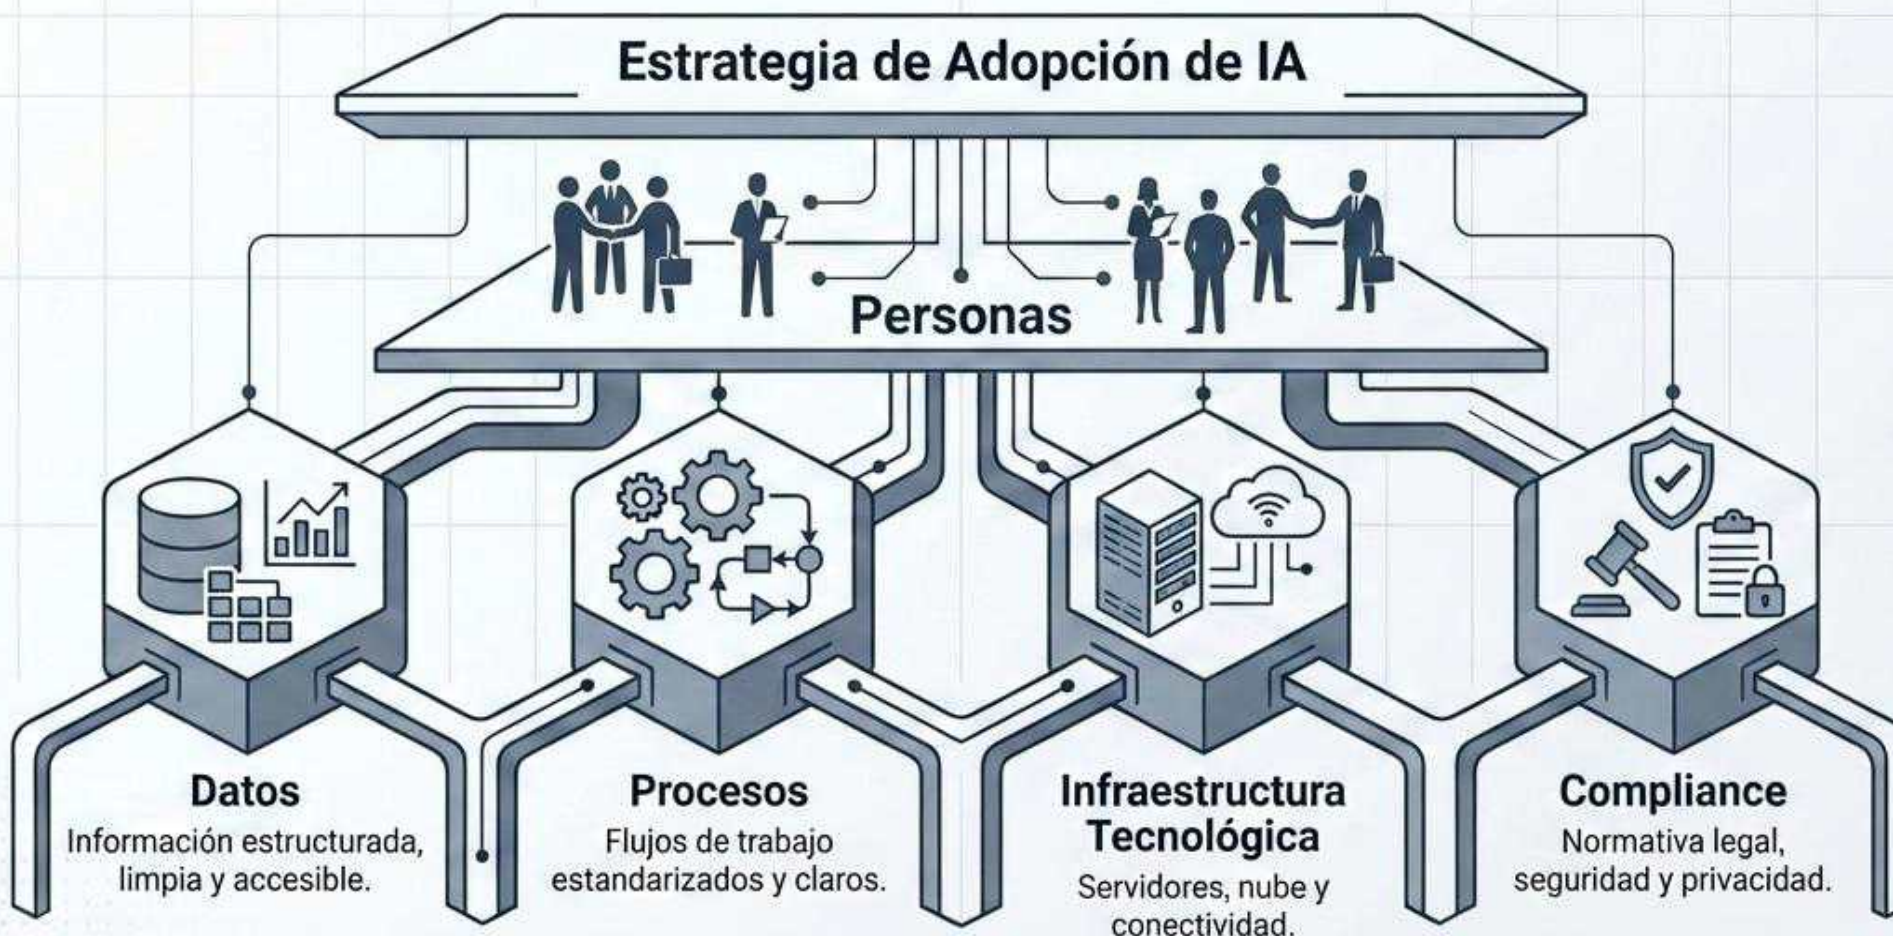 Estrategia de Adopción de IA
Personas
Datos
Información estructurada,
limpia y accesible.
Procesos
Flujos de trabajo
estandarizados y claros.
Infraestructura
Tecnológica
Servidores, nube y
conectividad.
Compliance
Normativa legal,
seguridad y privacidad.